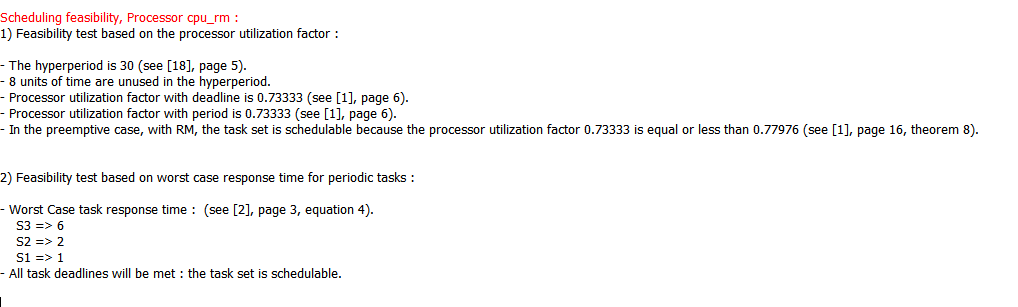 Scheduling feasibility, Processor cpu_rm :
1) Feasibility test based on the processor utilization factor :
- The hyperperiod is 30 (see [18], page 5).
- 8 units of time are unused in the hyperperiod.
- Processor utilization factor with deadline is 0.73333 (see [1], page 6).
- Processor utilization factor with period is 0.73333 (see [1], page 6).
- In the preemptive case, with RM, the task set is schedulable because the processor utilization factor 0.73333 is equal or less than 0.77976 (see [1], page 16, theorem 8).
2) Feasibility test based on worst case response time for periodic tasks :
- Worst Case task response time :  (see [2], page 3, equation 4).
S3 => 6
S2 => 2
S1 => 1
- All task deadlines will be met : the task set is schedulable.